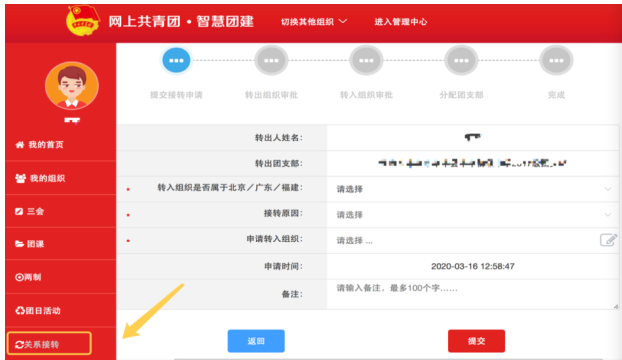 网上共青团·智慧团建 切换其他组织 进入管理中心
提交接转申请 转出组织审批 转入组织审批 分配团支部 完成
我的首页
我的组织
三会
团课
两制
团日活动
关系接转
转出人姓名：
转出团支部：
* 转入组织是否属于北京／广东／福建： 请选择
* 接转原因： 请选择
* 申请转入组织： 请选择 ...
申请时间： 2020-03-16 12:58:47
备注： 请输入备注，最多100个字......
返回 提交